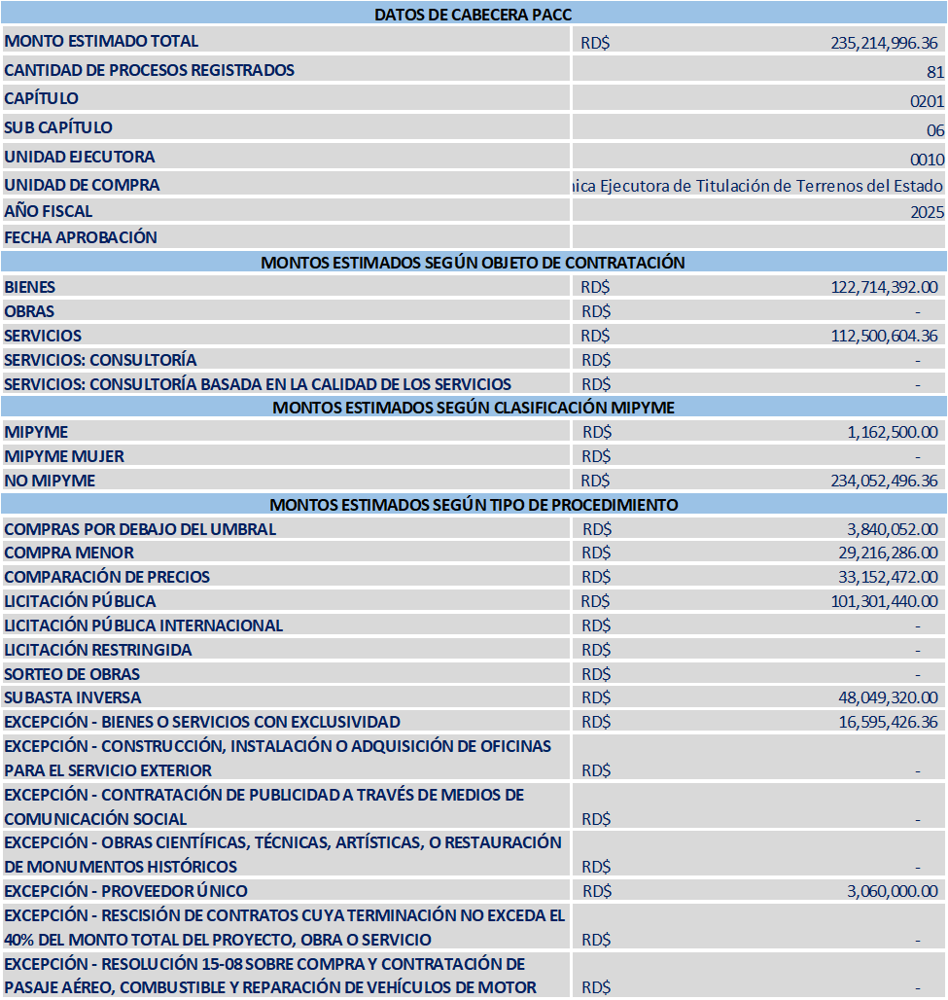 DATOS DE CABECERA PACC
MONTO ESTIMADO TOTAL RD$ 235,214,996.36
CANTIDAD DE PROCESOS REGISTRADOS 81
CAPÍTULO 0201
SUB CAPÍTULO 06
UNIDAD EJECUTORA 0010
UNIDAD DE COMPRA nica Ejecutora de Titulación de Terrenos del Estado
AÑO FISCAL 2025
FECHA APROBACIÓN
MONTOS ESTIMADOS SEGÚN OBJETO DE CONTRATACIÓN
BIENES RD$ 122,714,392.00
OBRAS RD$ -
SERVICIOS RD$ 112,500,604.36
SERVICIOS: CONSULTORÍA RD$ -
SERVICIOS: CONSULTORÍA BASADA EN LA CALIDAD DE LOS SERVICIOS RD$ -
MONTOS ESTIMADOS SEGÚN CLASIFICACIÓN MIPYME
MIPYME RD$ 1,162,500.00
MIPYME MUJER RD$ -
NO MIPYME RD$ 234,052,496.36
MONTOS ESTIMADOS SEGÚN TIPO DE PROCEDIMIENTO
COMPRAS POR DEBAJO DEL UMBRAL RD$ 3,840,052.00
COMPRA MENOR RD$ 29,216,286.00
COMPARACIÓN DE PRECIOS RD$ 33,152,472.00
LICITACIÓN PÚBLICA RD$ 101,301,440.00
LICITACIÓN PÚBLICA INTERNACIONAL RD$ -
LICITACIÓN RESTRINGIDA RD$ -
SORTEO DE OBRAS RD$ -
SUBASTA INVERSA RD$ 48,049,320.00
EXCEPCIÓN - BIENES O SERVICIOS CON EXCLUSIVIDAD RD$ 16,595,426.36
EXCEPCIÓN - CONSTRUCCIÓN, INSTALACIÓN O ADQUISICIÓN DE OFICINAS
PARA EL SERVICIO EXTERIOR RD$ -
EXCEPCIÓN - CONTRATACIÓN DE PUBLICIDAD A TRAVÉS DE MEDIOS DE
COMUNICACIÓN SOCIAL RD$ -
EXCEPCIÓN - OBRAS CIENTÍFICAS, TÉCNICAS, ARTÍSTICAS, O RESTAURACIÓN
DE MONUMENTOS HISTÓRICOS RD$ -
EXCEPCIÓN - PROVEEDOR ÚNICO RD$ 3,060,000.00
EXCEPCIÓN - RESCISIÓN DE CONTRATOS CUYA TERMINACIÓN NO EXCEDA EL
40% DEL MONTO TOTAL DEL PROYECTO, OBRA O SERVICIO RD$ -
EXCEPCIÓN - RESOLUCIÓN 15-08 SOBRE COMPRA Y CONTRATACIÓN DE
PASAJE AÉREO, COMBUSTIBLE Y REPARACIÓN DE VEHÍCULOS DE MOTOR RD$ -